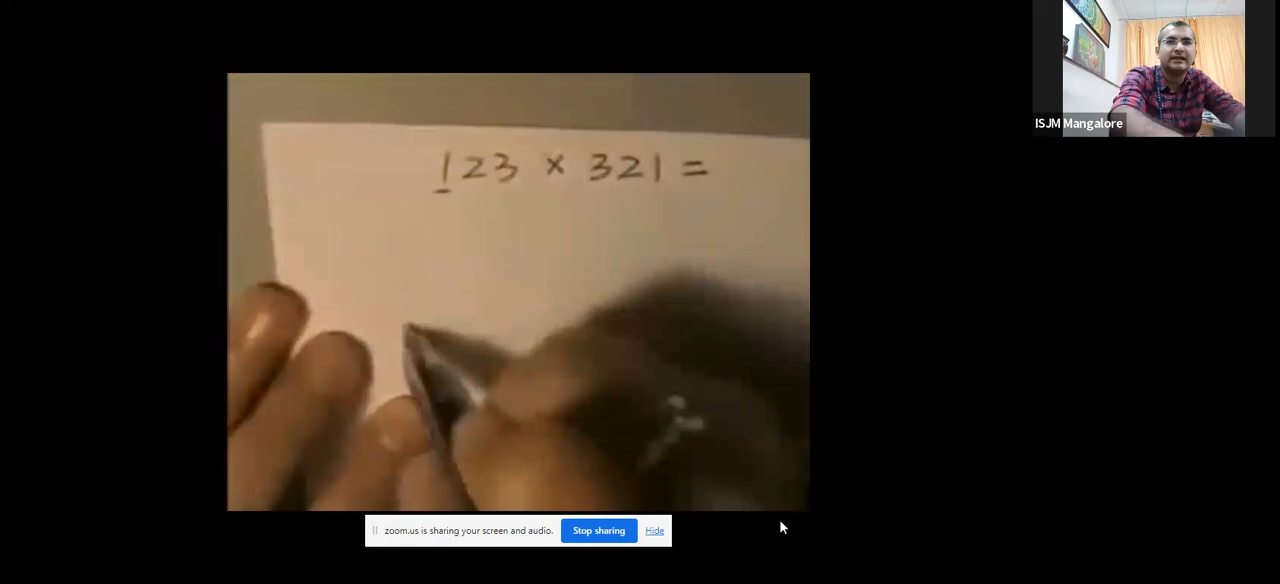 ISJM Mangalore
123 × 321 =
zoom.us is sharing your screen and audio. Stop sharing Hide